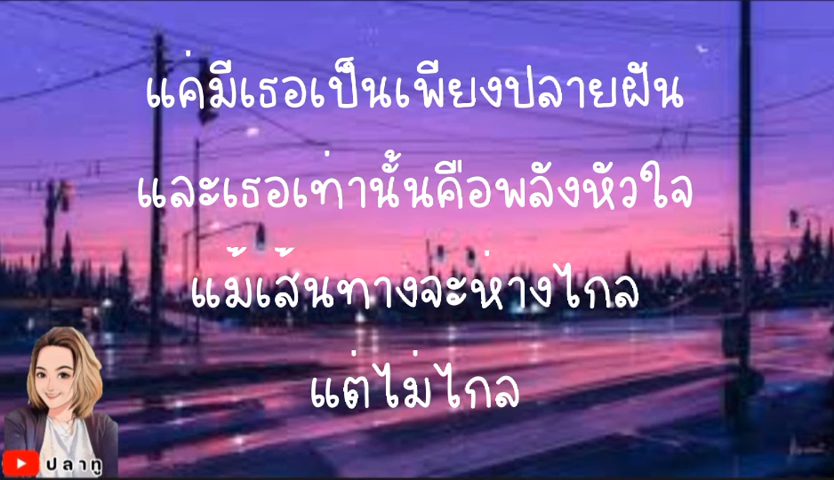 แค่มีเธอเป็นเพียงปลายฝัน
และเธอเท่านั้นคือพลังหัวใจ
แม้เส้นทางจะห่างไกล
แต่ไม่ไกล
ปลาทู